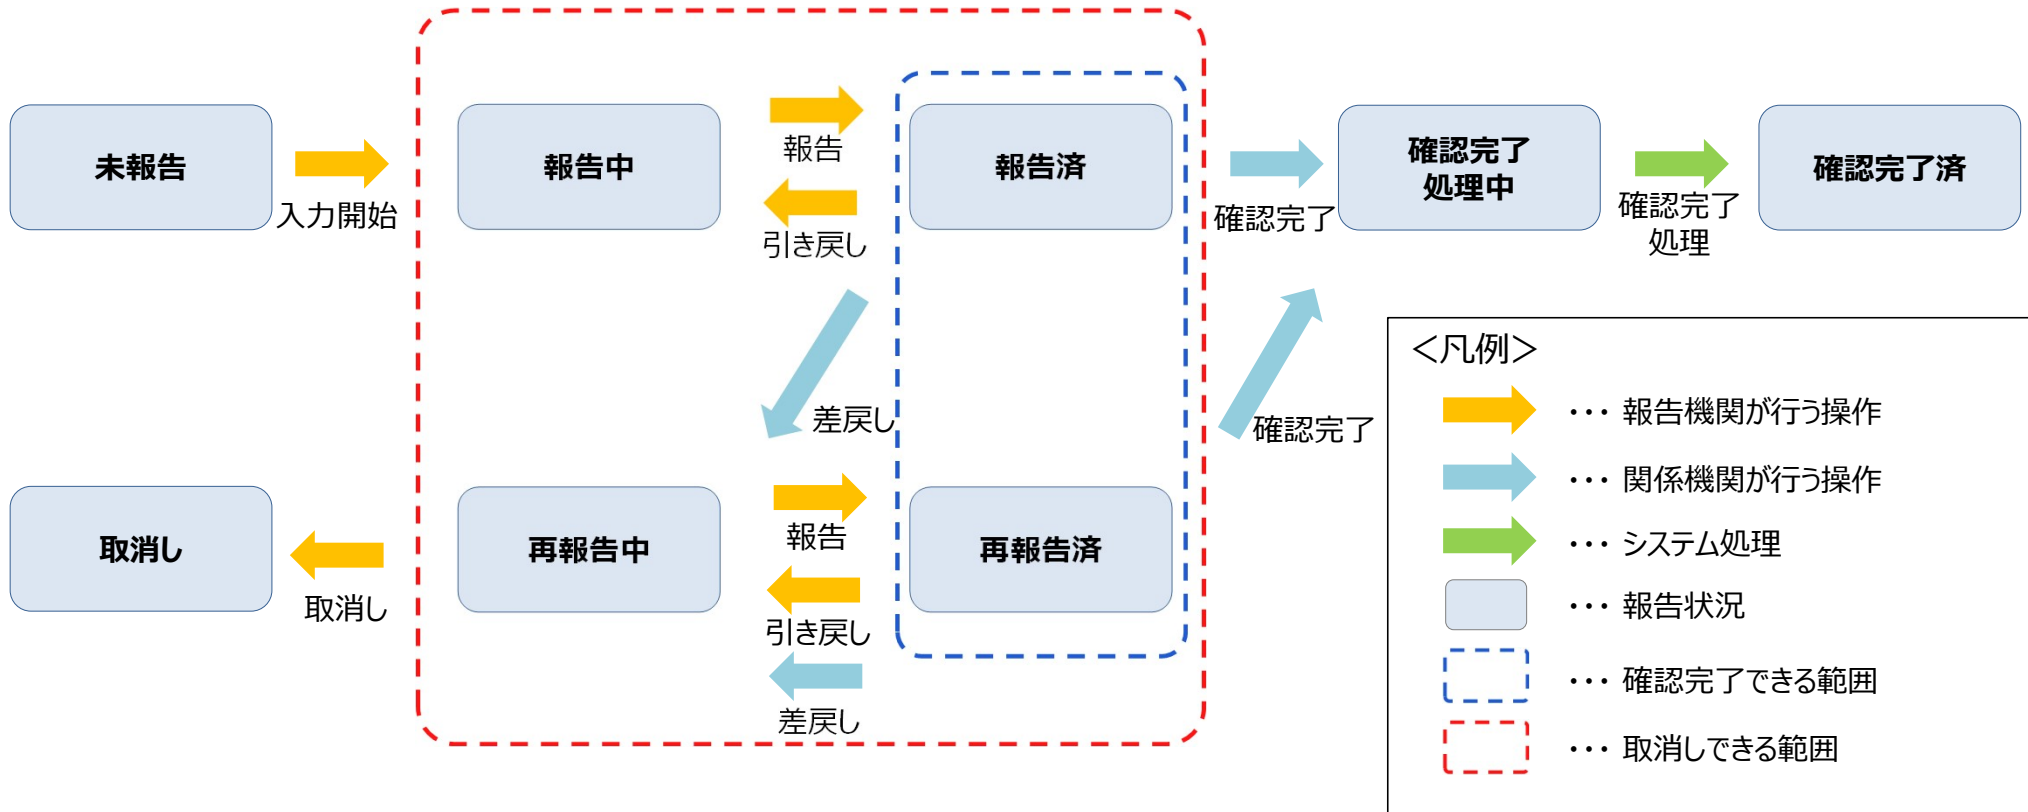 未報告
入力開始
報告中
報告
引き戻し
報告済
確認完了
確認完了
処理中
確認完了
処理
確認完了済
差戻し
確認完了
取消し
取消し
再報告中
報告
引き戻し
差戻し
再報告済
<凡例>
・・・ 報告機関が行う操作
・・・ 関係機関が行う操作
・・・ システム処理
・・・ 報告状況
・・・ 確認完了できる範囲
・・・ 取消しできる範囲